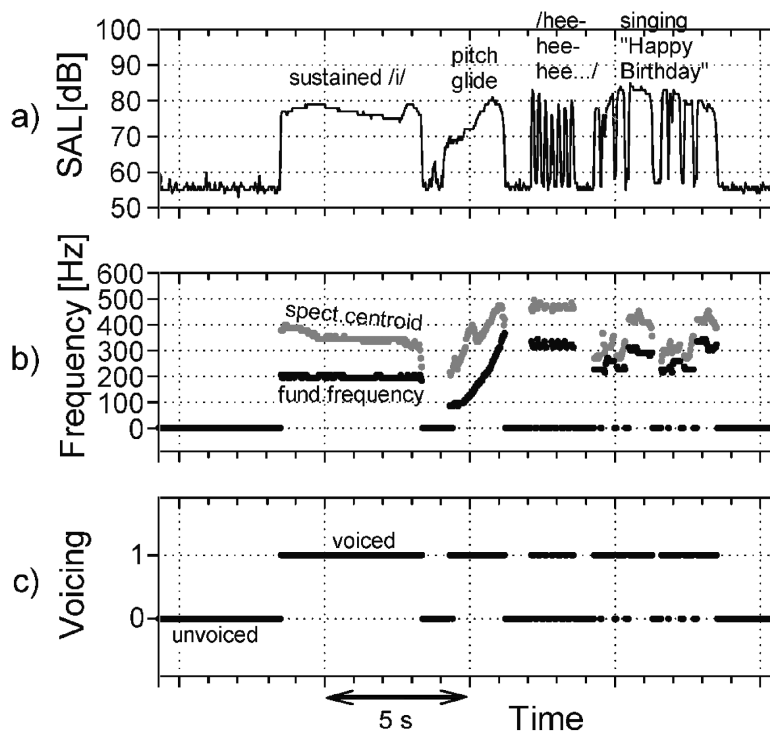 a)
SAL[dB]
100
90
80
70
60
50
sustained /i/
pitch
glide
/hee-
hee-
hee.../
singing
"Happy
Birthday"
b)
Frequency [Hz]
600
500
400
300
200
100
0
spect.centroid
fund.frequency
c)
Voicing
1
0
voiced
unvoiced
5 s
Time